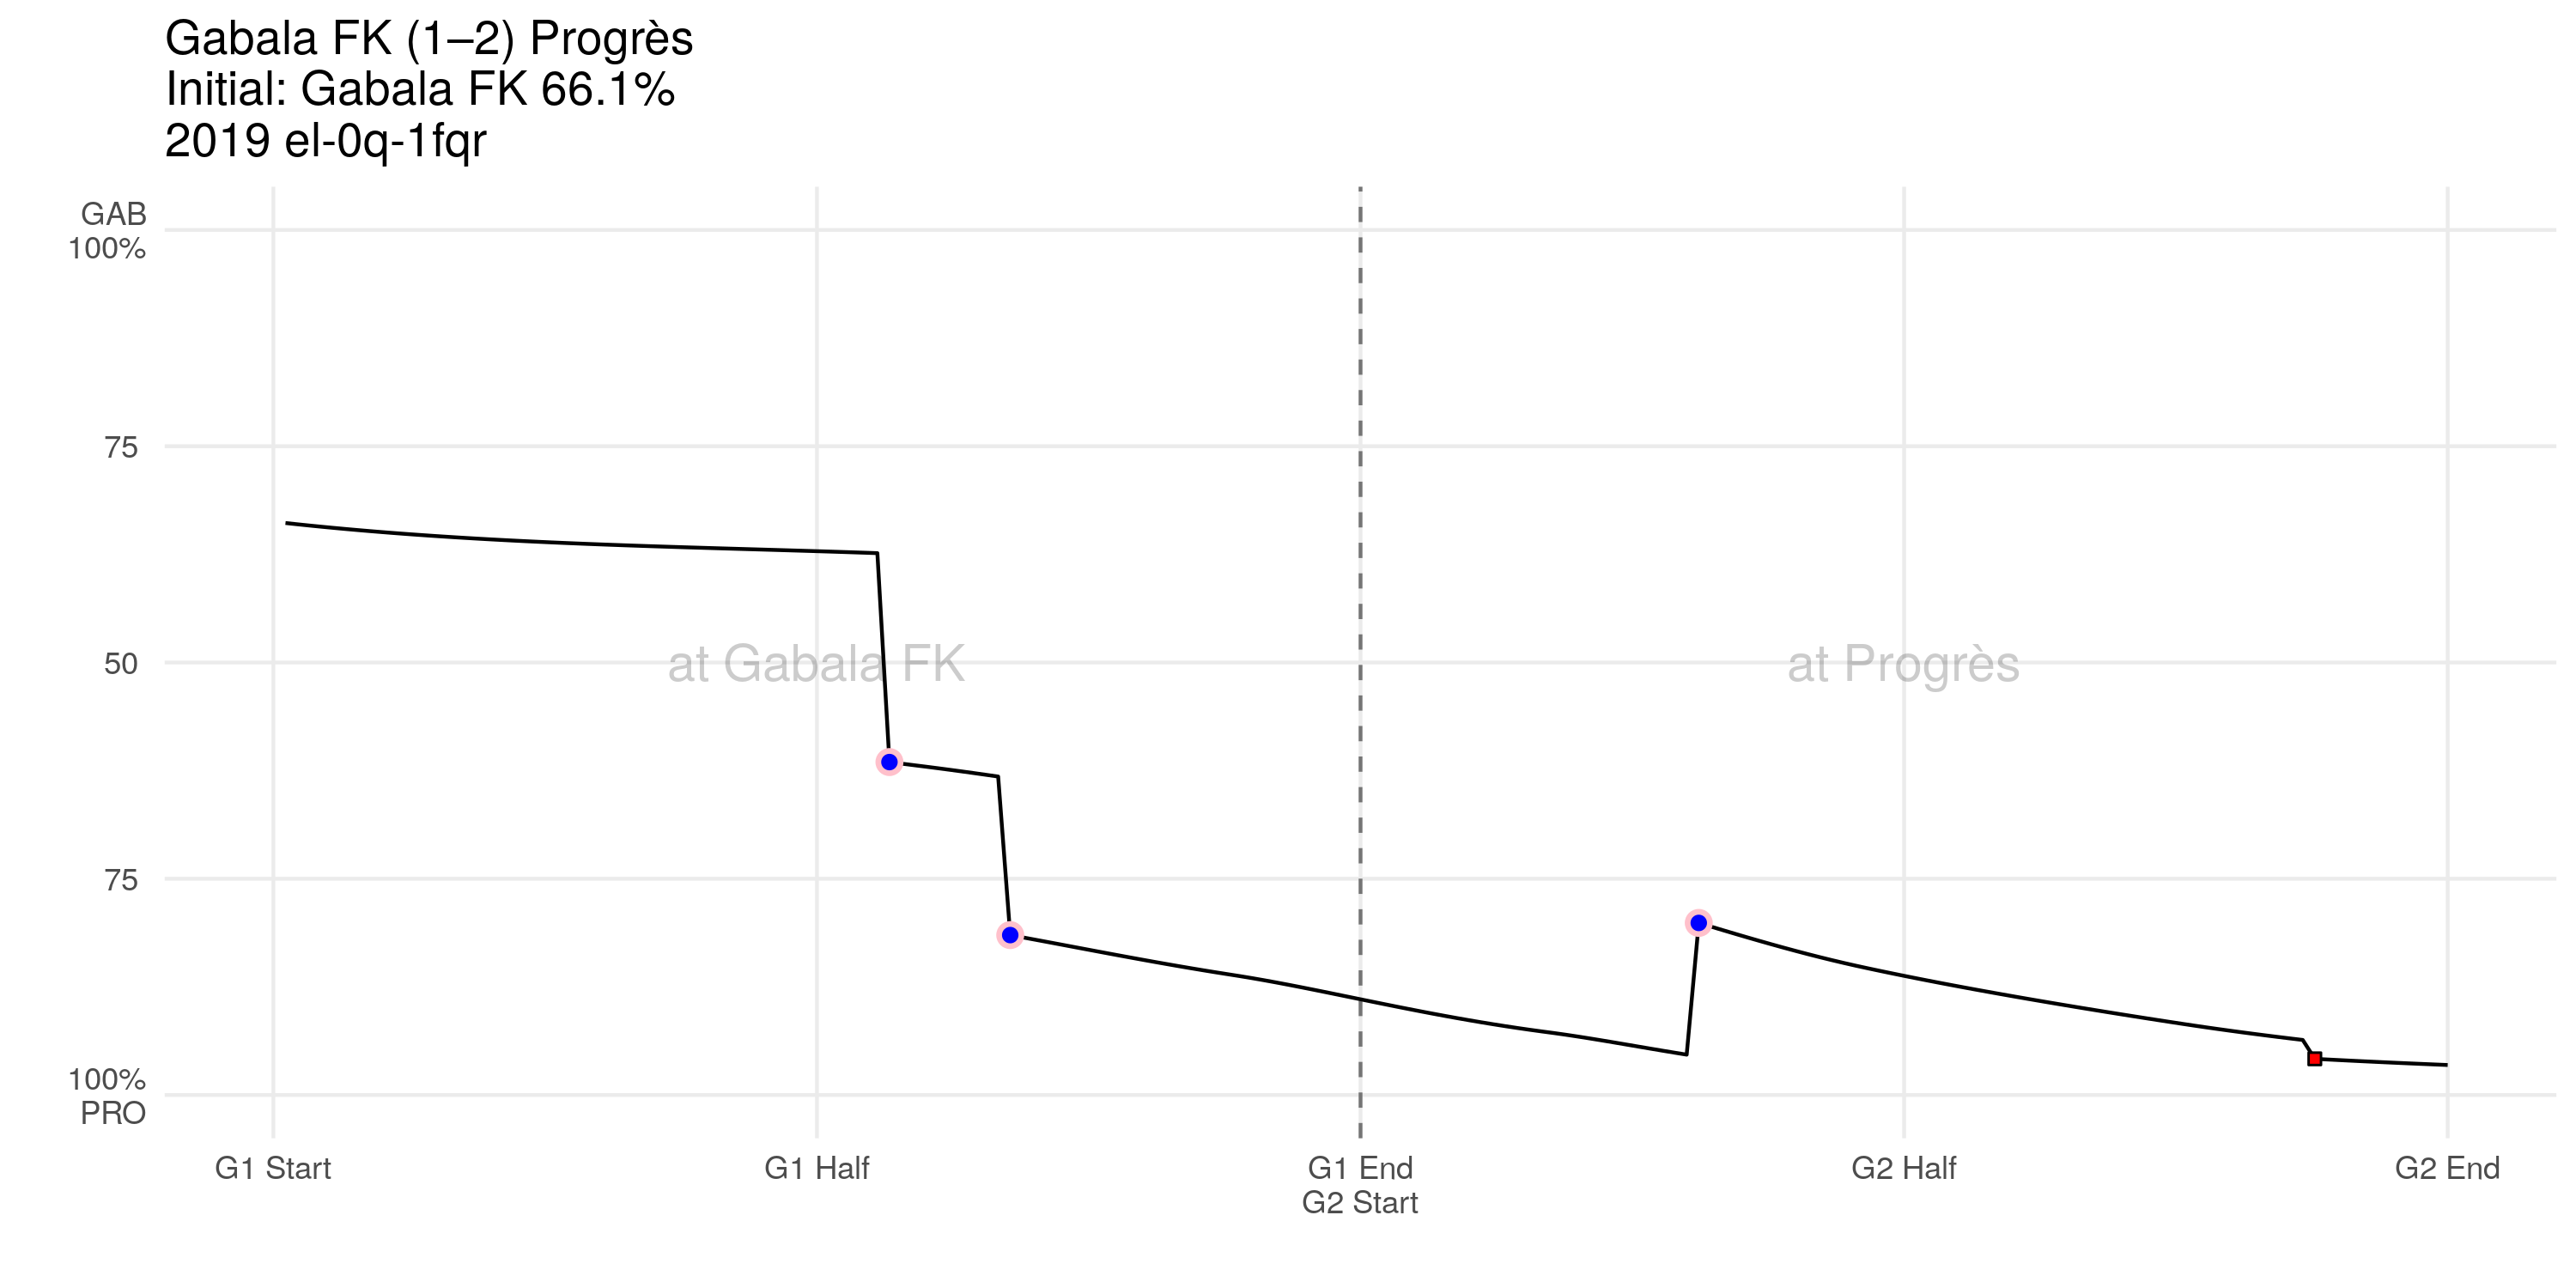 Gabala FK (1–2) Progrès
Initial: Gabala FK 66.1%
2019 el-0q-1fqr
GAB
100%
75
50
75
100%
PRO
at Gabala FK
at Progrès
G1 Start
G1 Half
G1 End
G2 Start
G2 Half
G2 End